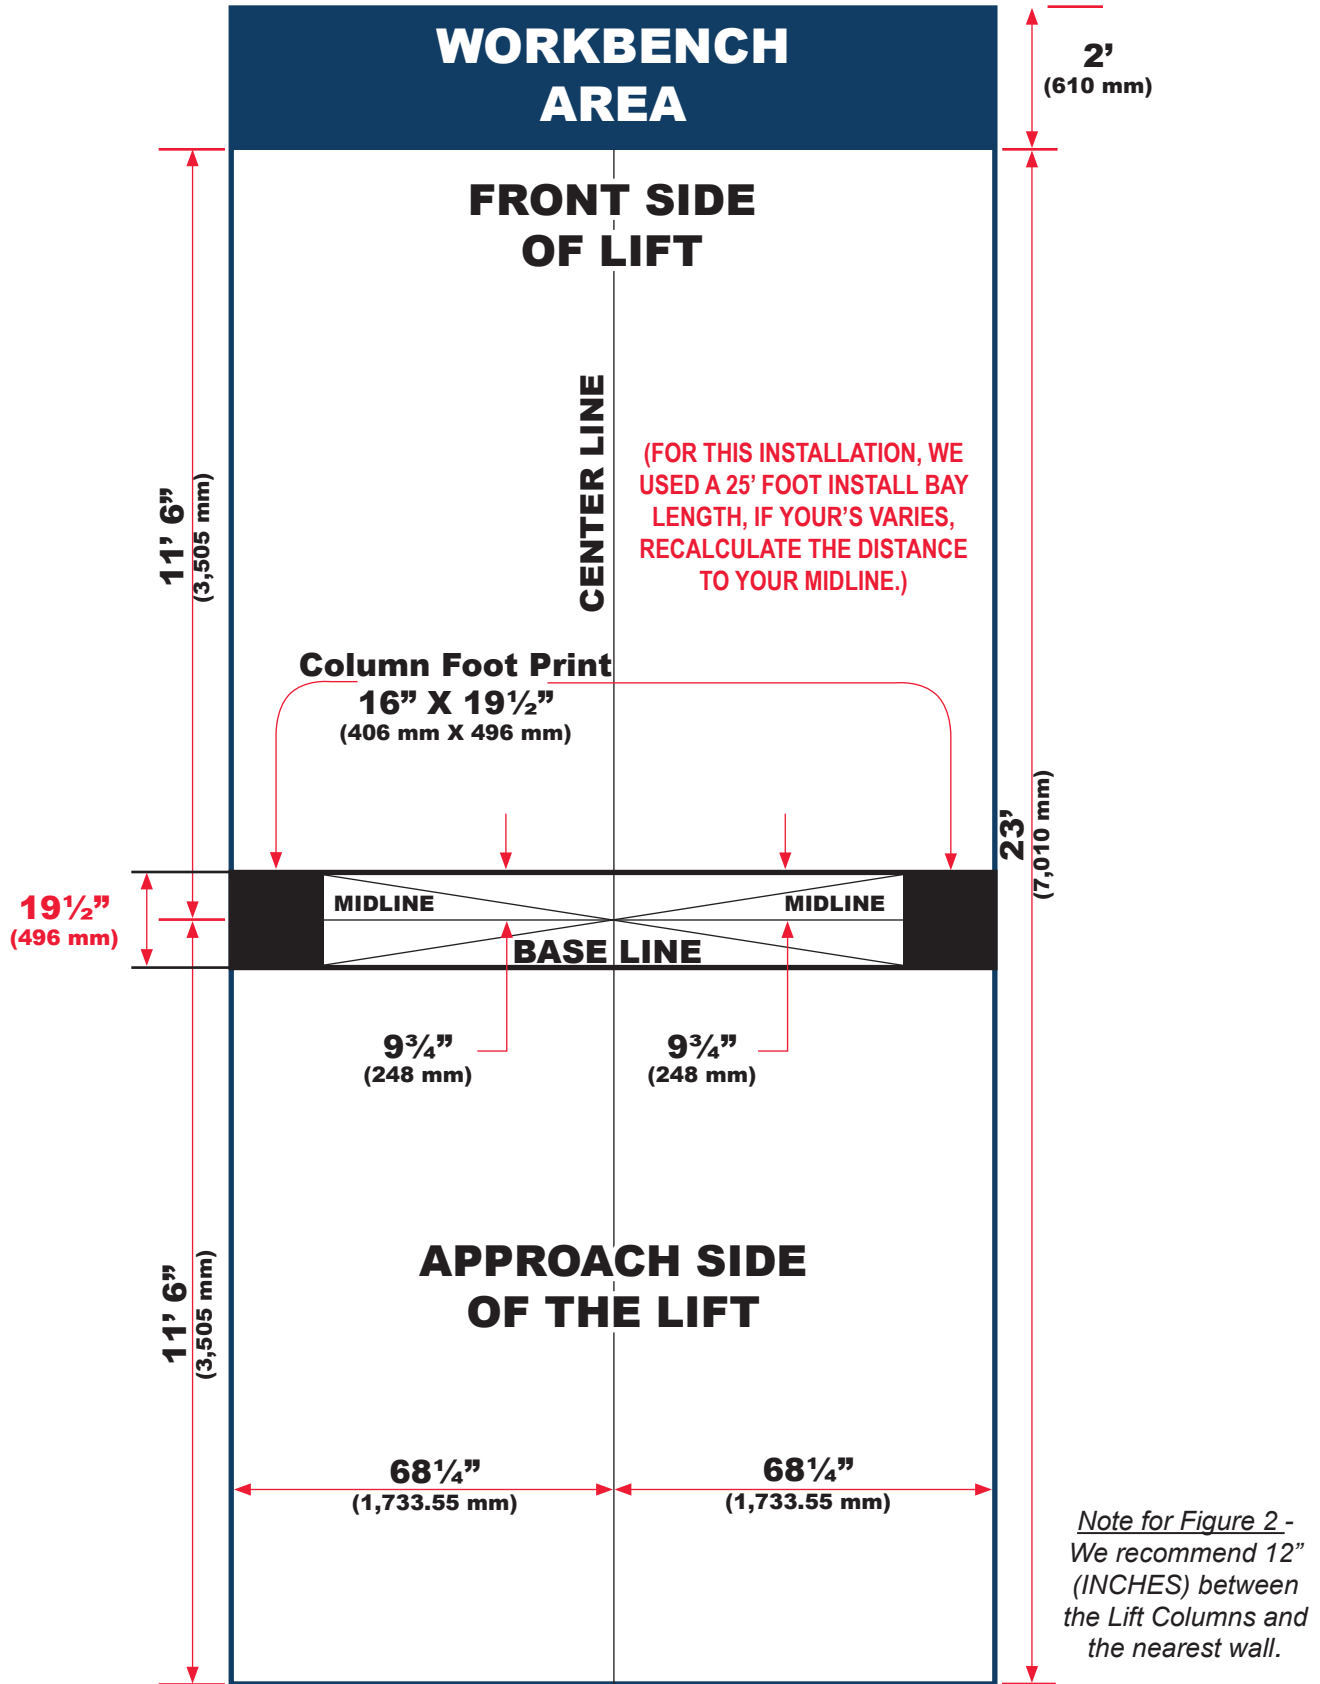 WORKBENCH
AREA
2’
(610 mm)
FRONT SIDE
OF LIFT
CENTER LINE
(FOR THIS INSTALLATION, WE
USED A 25’ FOOT INSTALL BAY
LENGTH, IF YOUR’S VARIES,
RECALCULATE THE DISTANCE
TO YOUR MIDLINE.)
11’ 6”
(3,505 mm)
Column Foot Print
16” X 19½”
(406 mm X 496 mm)
23’
(7,010 mm)
19½”
(496 mm)
MIDLINE
MIDLINE
BASE LINE
9¾”
(248 mm)
9¾”
(248 mm)
APPROACH SIDE
OF THE LIFT
11’ 6”
(3,505 mm)
68¼”
(1,733.55 mm)
68¼”
(1,733.55 mm)
Note for Figure 2 -
We recommend 12”
(INCHES) between
the Lift Columns and
the nearest wall.